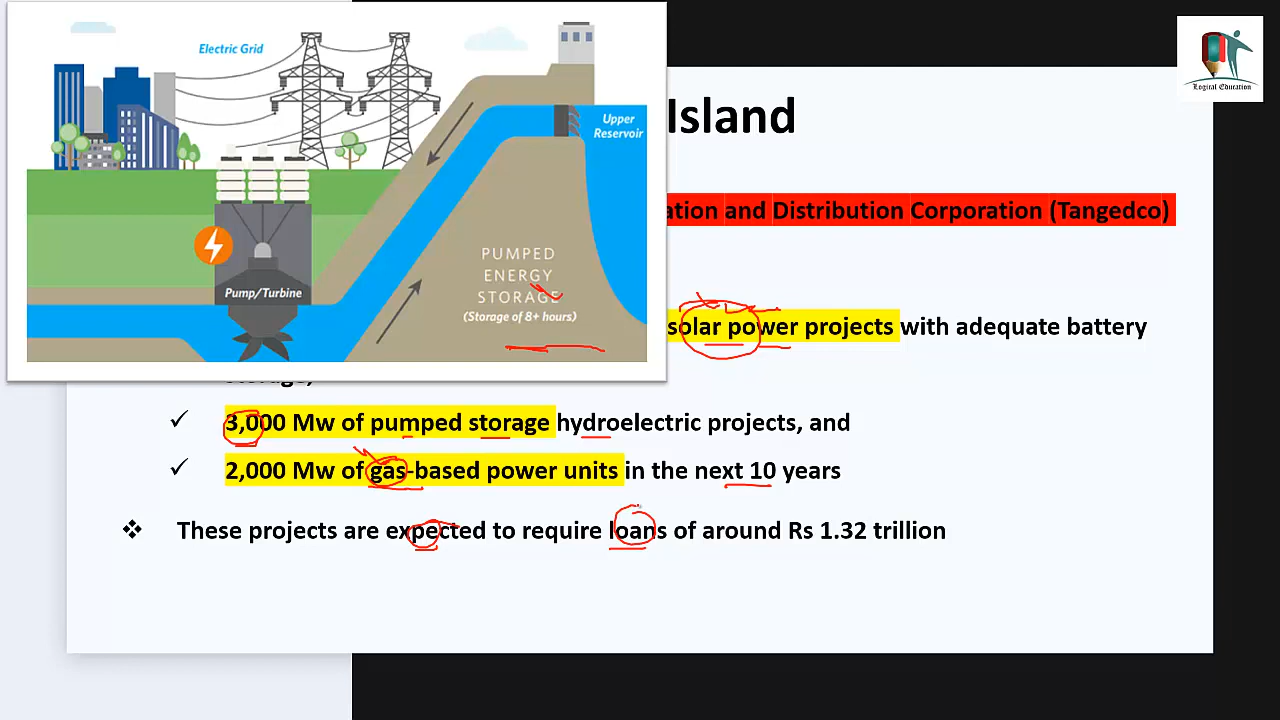 Electric Grid
Upper
Reservoir
PUMPED
ENERGY
STORAGE
(Storage of 8+ hours)
Pump/Turbine
Logical Education
Island
ation and Distribution Corporation (Tangedco)
solar power projects with adequate battery
storage,
✓ 3,000 Mw of pumped storage hydroelectric projects, and
✓ 2,000 Mw of gas-based power units in the next 10 years
❖ These projects are expected to require loans of around Rs 1.32 trillion